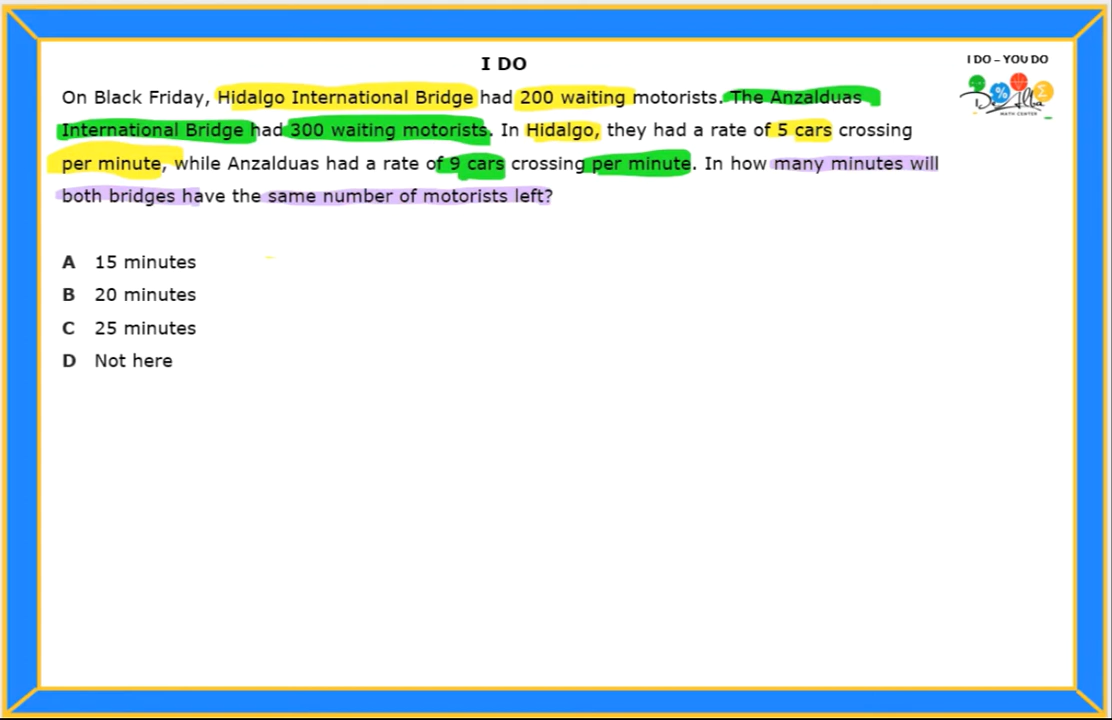 I DO
I DO – YOU DO
On Black Friday, Hidalgo International Bridge had 200 waiting motorists. The Anzalduas
International Bridge had 300 waiting motorists. In Hidalgo, they had a rate of 5 cars crossing
per minute, while Anzalduas had a rate of 9 cars crossing per minute. In how many minutes will
both bridges have the same number of motorists left?
A 15 minutes
B 20 minutes
C 25 minutes
D Not here
%
Σ
MATH CENTER